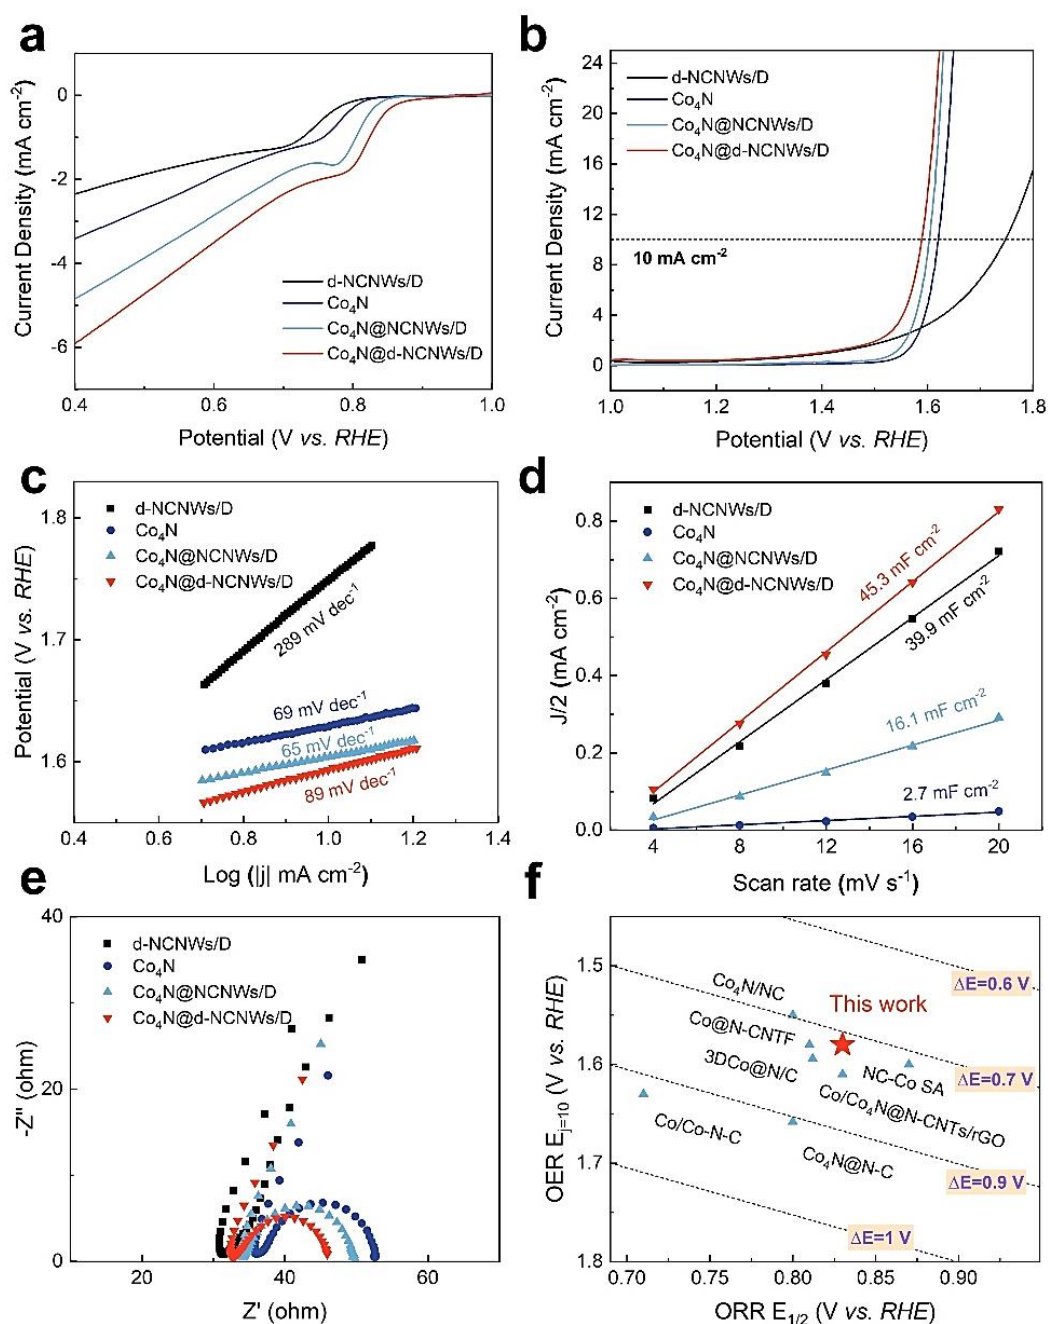 a
Current Density (mA cm⁻²)
0
-2
-4
-6
0.4
0.6
0.8
1.0
Potential (V vs. RHE)
d-NCNWs/D
Co₄N
Co₄N@NCNWs/D
Co₄N@d-NCNWs/D
b
Current Density (mA cm⁻²)
24
20
16
12
8
4
0
1.0
1.2
1.4
1.6
1.8
Potential (V vs. RHE)
d-NCNWs/D
Co₄N
Co₄N@NCNWs/D
Co₄N@d-NCNWs/D
10 mA cm⁻²
c
Potential (V vs. RHE)
1.8
1.7
1.6
0.4
0.6
0.8
1.0
1.2
1.4
Log (|j| mA cm⁻²)
d-NCNWs/D
Co₄N
Co₄N@NCNWs/D
Co₄N@d-NCNWs/D
289 mV dec⁻¹
69 mV dec⁻¹
65 mV dec⁻¹
89 mV dec⁻¹
d
J/2 (mA cm⁻²)
0.8
0.6
0.4
0.2
0.0
4
8
12
16
20
Scan rate (mV s⁻¹)
d-NCNWs/D
Co₄N
Co₄N@NCNWs/D
Co₄N@d-NCNWs/D
45.3 mF cm⁻²
39.9 mF cm⁻²
16.1 mF cm⁻²
2.7 mF cm⁻²
e
-Z" (ohm)
40
20
0
20
40
60
Z' (ohm)
d-NCNWs/D
Co₄N
Co₄N@NCNWs/D
Co₄N@d-NCNWs/D
f
OER Eⱼ₌₁₀ (V vs. RHE)
1.5
1.6
1.7
1.8
0.70
0.75
0.80
0.85
0.90
ORR E₁/₂ (V vs. RHE)
ΔE=0.6 V
Co₄N/NC
This work
Co@N-CNTF
3DCo@N/C
NC-Co SA
ΔE=0.7 V
Co/Co₄N@N-CNTs/rGO
Co/Co-N-C
Co₄N@N-C
ΔE=0.9 V
ΔE=1 V